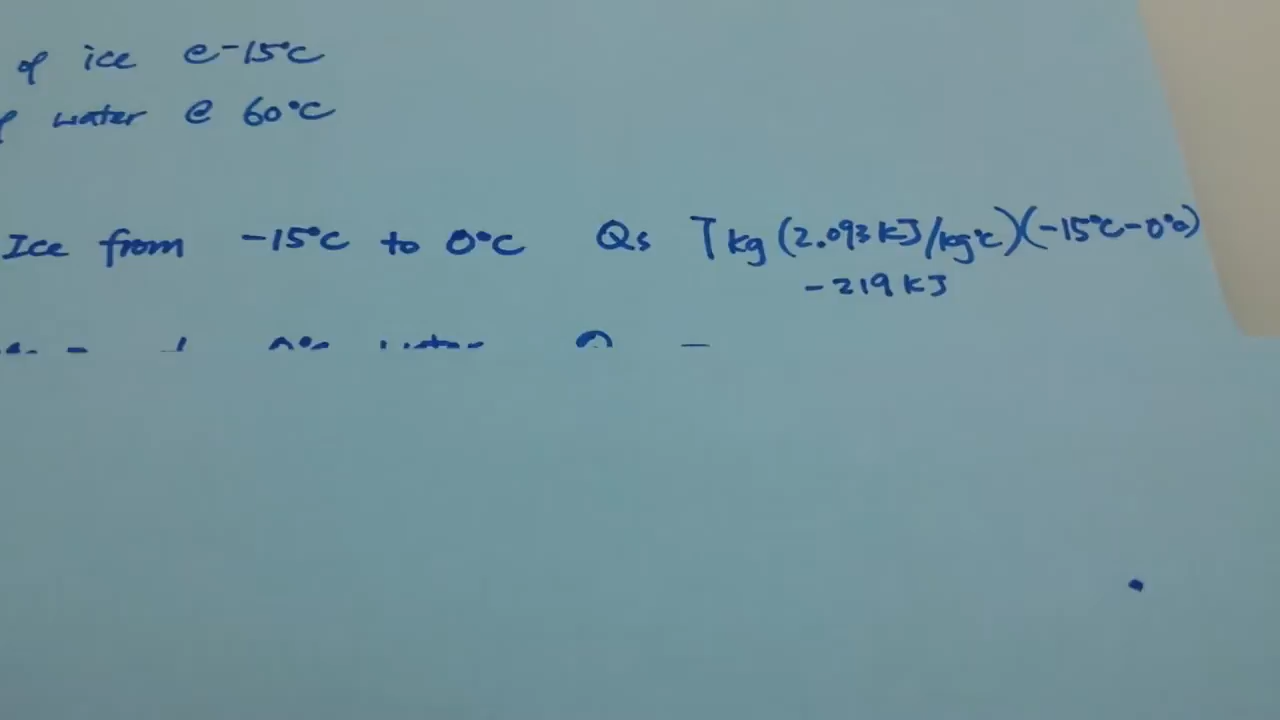 of ice @ -15°C
water @ 60°C
Ice from -15°C to 0°C Qs 7 kg (2.093 kJ/kg°C)(-15°C-0°C)
-219 KJ